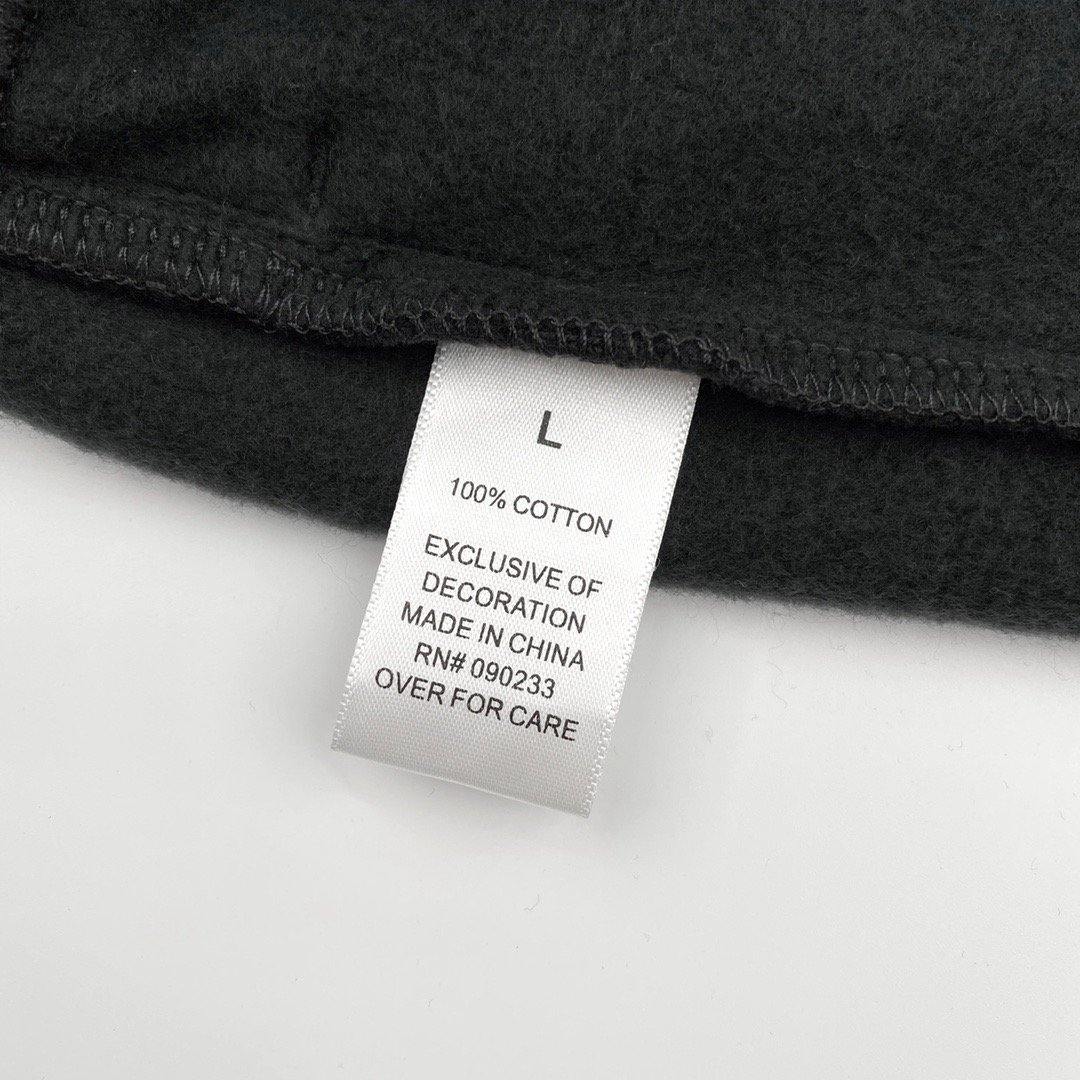 L
100% COTTON
EXCLUSIVE OF
DECORATION
MADE IN CHINA
RN# 090233
OVER FOR CARE